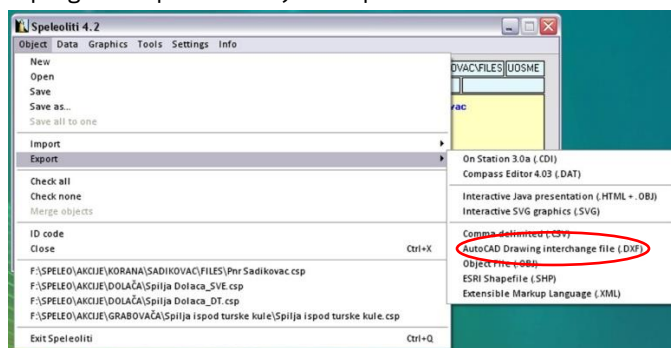 Speleoliti 4.2
Object Data Graphics Tools Settings Info
New
Open
Save
Save as...
Save all to one
Import
Export
Check all
Check none
Merge objects
ID code
Close Ctrl+X
F:\SPELEO\AKCIJE\KORANA\SADIKOVAC\FILES\Pnr Sadikovac.csp
F:\SPELEO\AKCIJE\DOLAČA\Spilja Dolaca_SVE.csp
F:\SPELEO\AKCIJE\DOLAČA\Spilja Dolaca_DT.csp
F:\SPELEO\AKCIJE\GRABOVAČA\Spilja ispod turske kule\Spilja ispod turske kule.csp
Exit Speleoliti Ctrl+Q
OVAC\FILES UOSME
vac
On Station 3.0a (.CDI)
Compass Editor 4.03 (.DAT)
Interactive Java presentation (.HTML + .OBJ)
Interactive SVG graphics (.SVG)
Comma delimited (.CSV)
AutoCAD Drawing interchange file (.DXF)
Object File (.OBJ)
ESRI Shapefile (.SHP)
Extensible Markup Language (.XML)